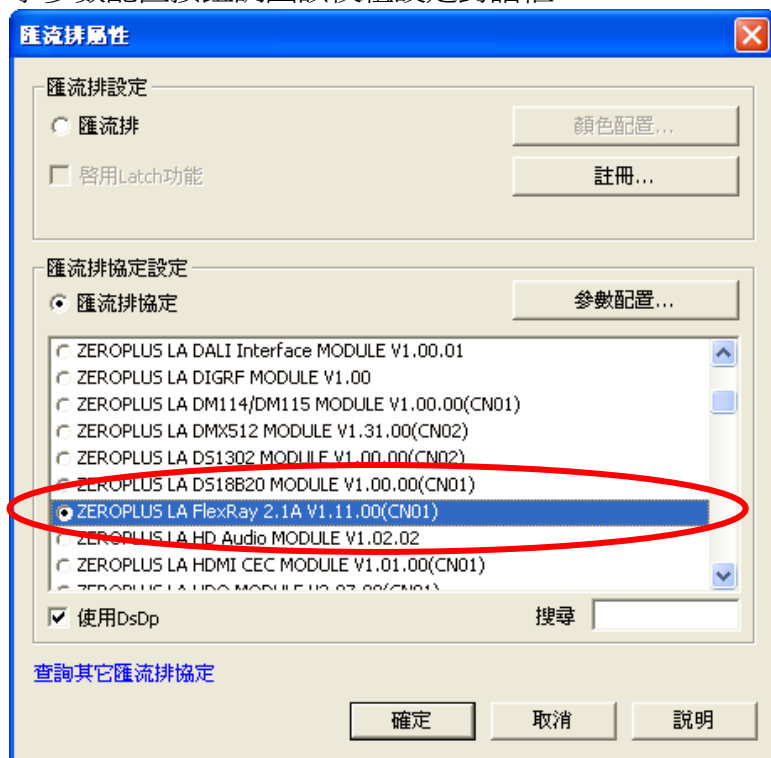 匯流排屬性
匯流排設定
匯流排
顏色配置...
啓用Latch功能
註冊...
匯流排協定設定
匯流排協定
參數配置...
ZEROPLUS LA DALI Interface MODULE V1.00.01
ZEROPLUS LA DIGRF MODULE V1.00
ZEROPLUS LA DM114/DM115 MODULE V1.00.00(CN01)
ZEROPLUS LA DMX512 MODULE V1.31.00(CN02)
ZEROPLUS LA DS1302 MODULE V1.00.00(CN02)
ZEROPLUS LA DS18B20 MODULE V1.00.00(CN01)
ZEROPLUS LA FlexRay 2.1A V1.11.00(CN01)
ZEROPLUS LA HD Audio MODULE V1.02.02
ZEROPLUS LA HDMI CEC MODULE V1.01.00(CN01)
ZEROPLUS LA HDQ MODULE
使用DsDp
搜尋
查詢其它匯流排協定
確定
取消
說明